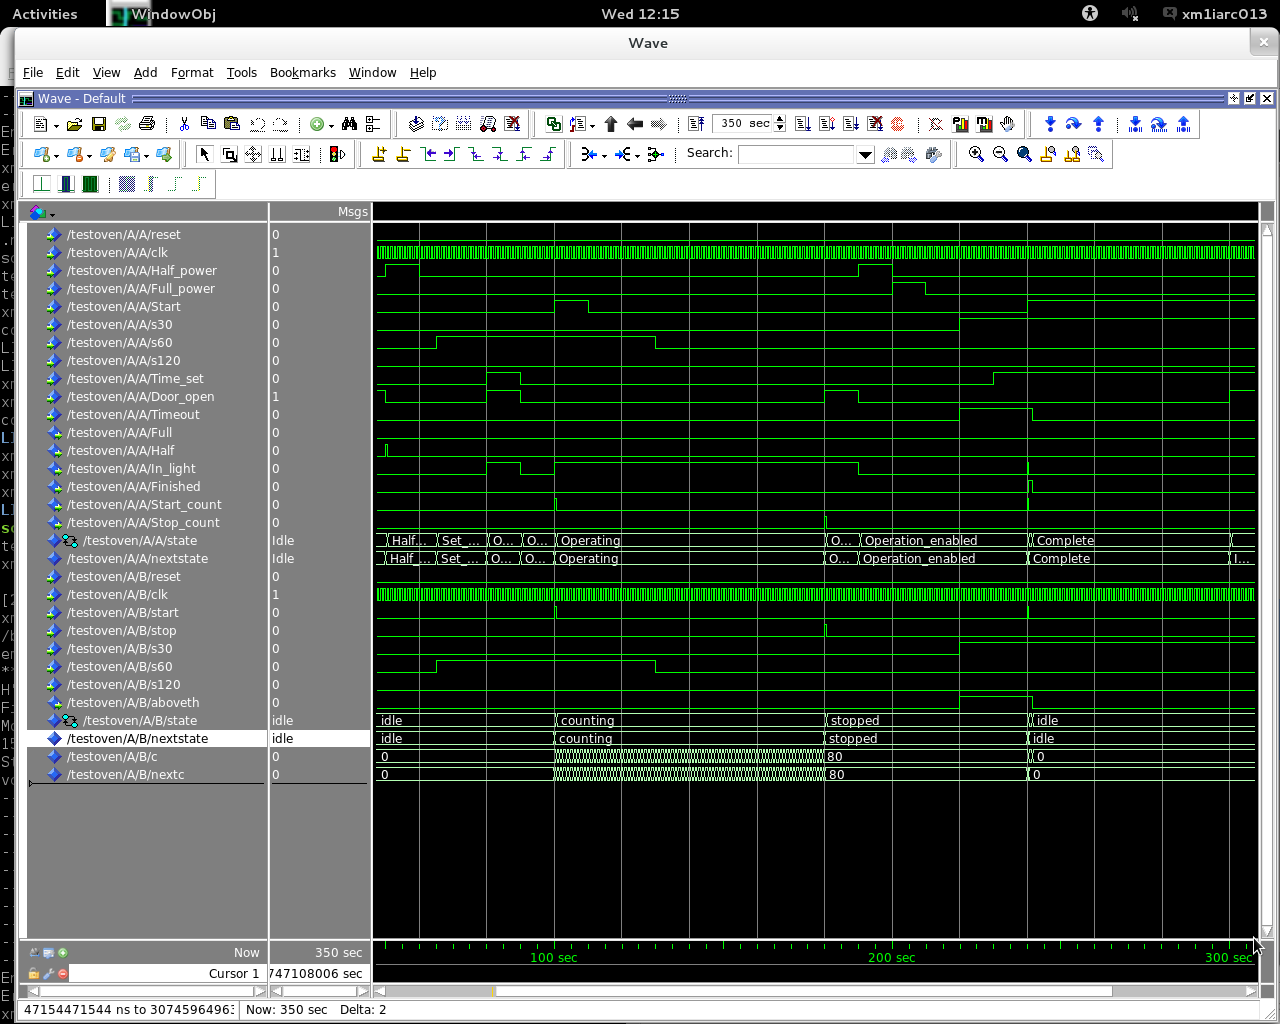 Activities WindowObj Wed 12:15 xm1iarc013
Wave
File Edit View Add Format Tools Bookmarks Window Help
Wave - Default
350 sec
Search:
Msgs
/testoven/A/A/reset 0
/testoven/A/A/clk 1
/testoven/A/A/Half_power 0
/testoven/A/A/Full_power 0
/testoven/A/A/Start 0
/testoven/A/A/s30 0
/testoven/A/A/s60 0
/testoven/A/A/s120 0
/testoven/A/A/Time_set 0
/testoven/A/A/Door_open 1
/testoven/A/A/Timeout 0
/testoven/A/A/Full 0
/testoven/A/A/Half 0
/testoven/A/A/In_light 0
/testoven/A/A/Finished 0
/testoven/A/A/Start_count 0
/testoven/A/A/Stop_count 0
/testoven/A/A/state Idle Half... Set_... O... O... Operating O... Operation_enabled Complete
/testoven/A/A/nextstate Idle Half_... Set_... O... O... Operating O... Operation_enabled Complete I...
/testoven/A/B/reset 0
/testoven/A/B/clk 1
/testoven/A/B/start 0
/testoven/A/B/stop 0
/testoven/A/B/s30 0
/testoven/A/B/s60 0
/testoven/A/B/s120 0
/testoven/A/B/aboveth 0
/testoven/A/B/state idle idle counting stopped idle
/testoven/A/B/nextstate idle idle counting stopped idle
/testoven/A/B/c 0 0 80 0
/testoven/A/B/nextc 0 0 80 0
Now 350 sec
100 sec 200 sec 300 sec
Cursor 1 747108006 sec
47154471544 ns to 3074596496 Now: 350 sec Delta: 2